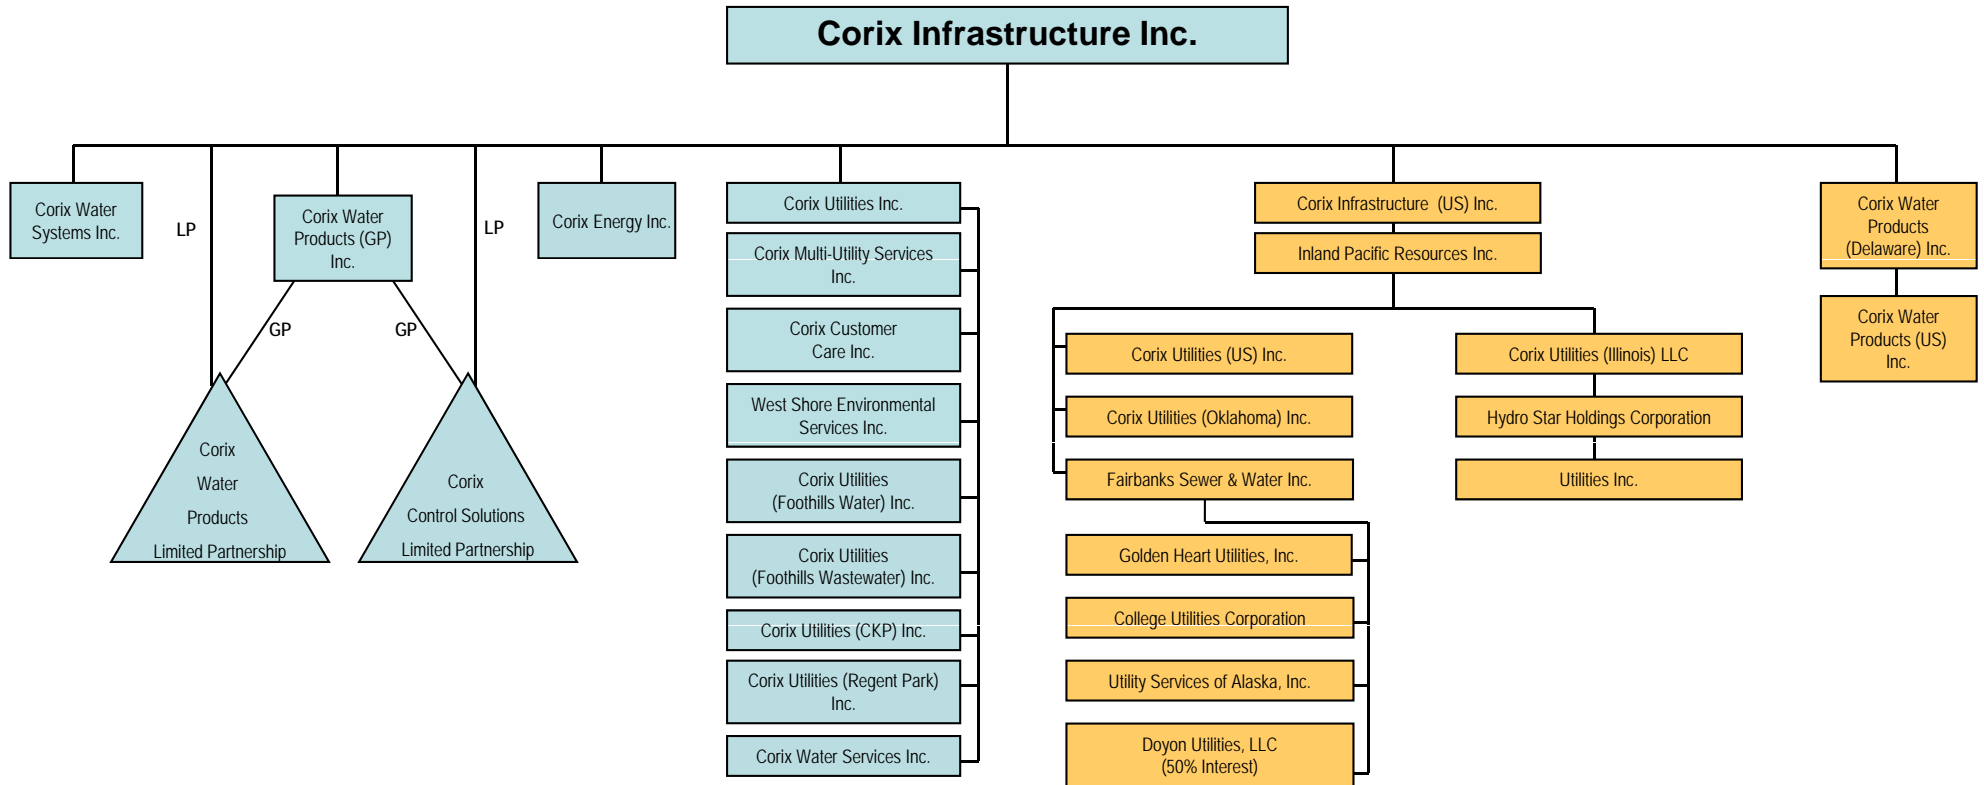 Corix Infrastructure Inc.
Corix Water
Systems Inc.
LP
Corix Water
Products (GP)
Inc.
LP
Corix Energy Inc.
GP
GP
Corix
Water
Products
Limited Partnership
Corix
Control Solutions
Limited Partnership
Corix Utilities Inc.
Corix Multi-Utility Services
Inc.
Corix Customer
Care Inc.
West Shore Environmental
Services Inc.
Corix Utilities
(Foothills Water) Inc.
Corix Utilities
(Foothills Wastewater) Inc.
Corix Utilities (CKP) Inc.
Corix Utilities (Regent Park)
Inc.
Corix Water Services Inc.
Corix Infrastructure (US) Inc.
Inland Pacific Resources Inc.
Corix Utilities (US) Inc.
Corix Utilities (Oklahoma) Inc.
Fairbanks Sewer & Water Inc.
Golden Heart Utilities, Inc.
College Utilities Corporation
Utility Services of Alaska, Inc.
Doyon Utilities, LLC
(50% Interest)
Corix Utilities (Illinois) LLC
Hydro Star Holdings Corporation
Utilities Inc.
Corix Water
Products
(Delaware) Inc.
Corix Water
Products (US)
Inc.